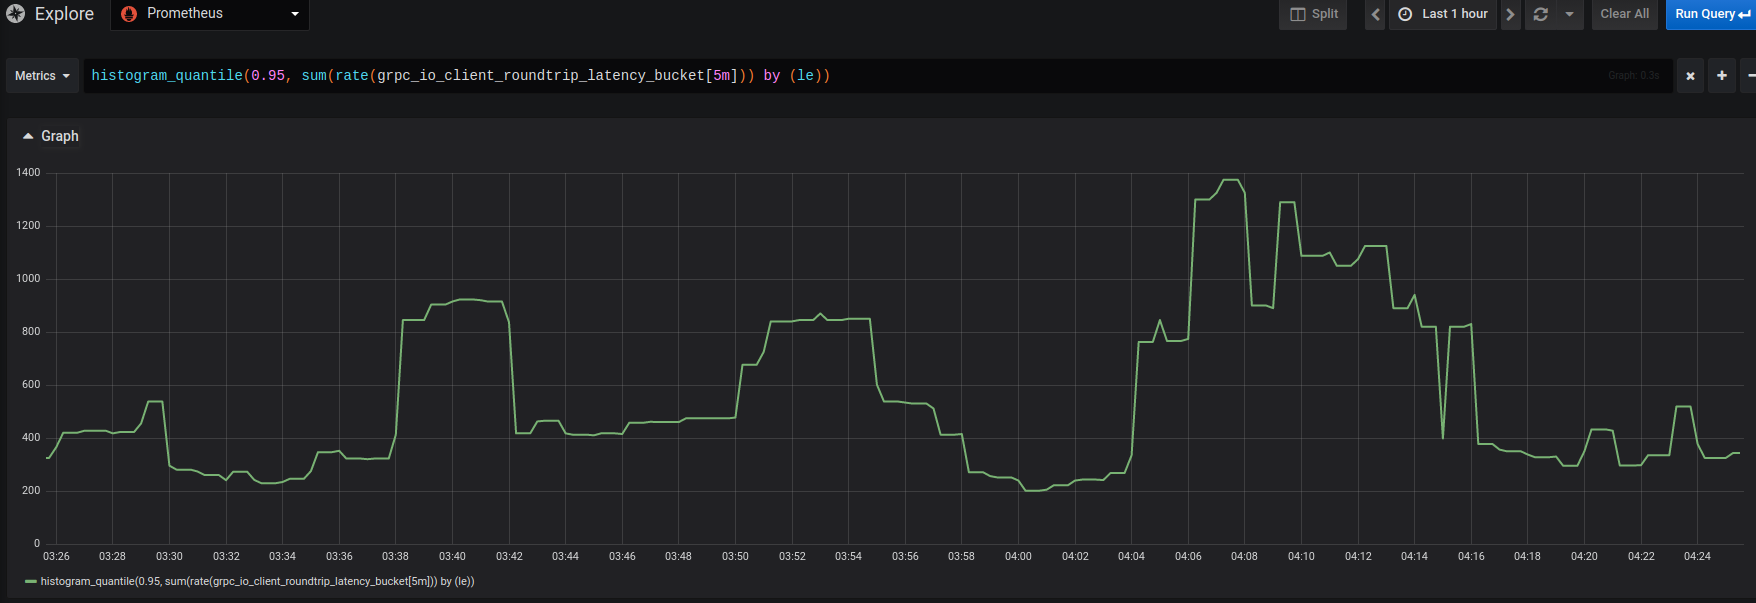 Explore Prometheus Split Last 1 hour Clear All Run Query
Metrics histogram_quantile(0.95, sum(rate(grpc_io_client_roundtrip_latency_bucket[5m])) by (le)) Graph: 0.3s
Graph
1400
1200
1000
800
600
400
200
0
03:26 03:28 03:30 03:32 03:34 03:36 03:38 03:40 03:42 03:44 03:46 03:48 03:50 03:52 03:54 03:56 03:58 04:00 04:02 04:04 04:06 04:08 04:10 04:12 04:14 04:16 04:18 04:20 04:22 04:24
histogram_quantile(0.95, sum(rate(grpc_io_client_roundtrip_latency_bucket[5m])) by (le))